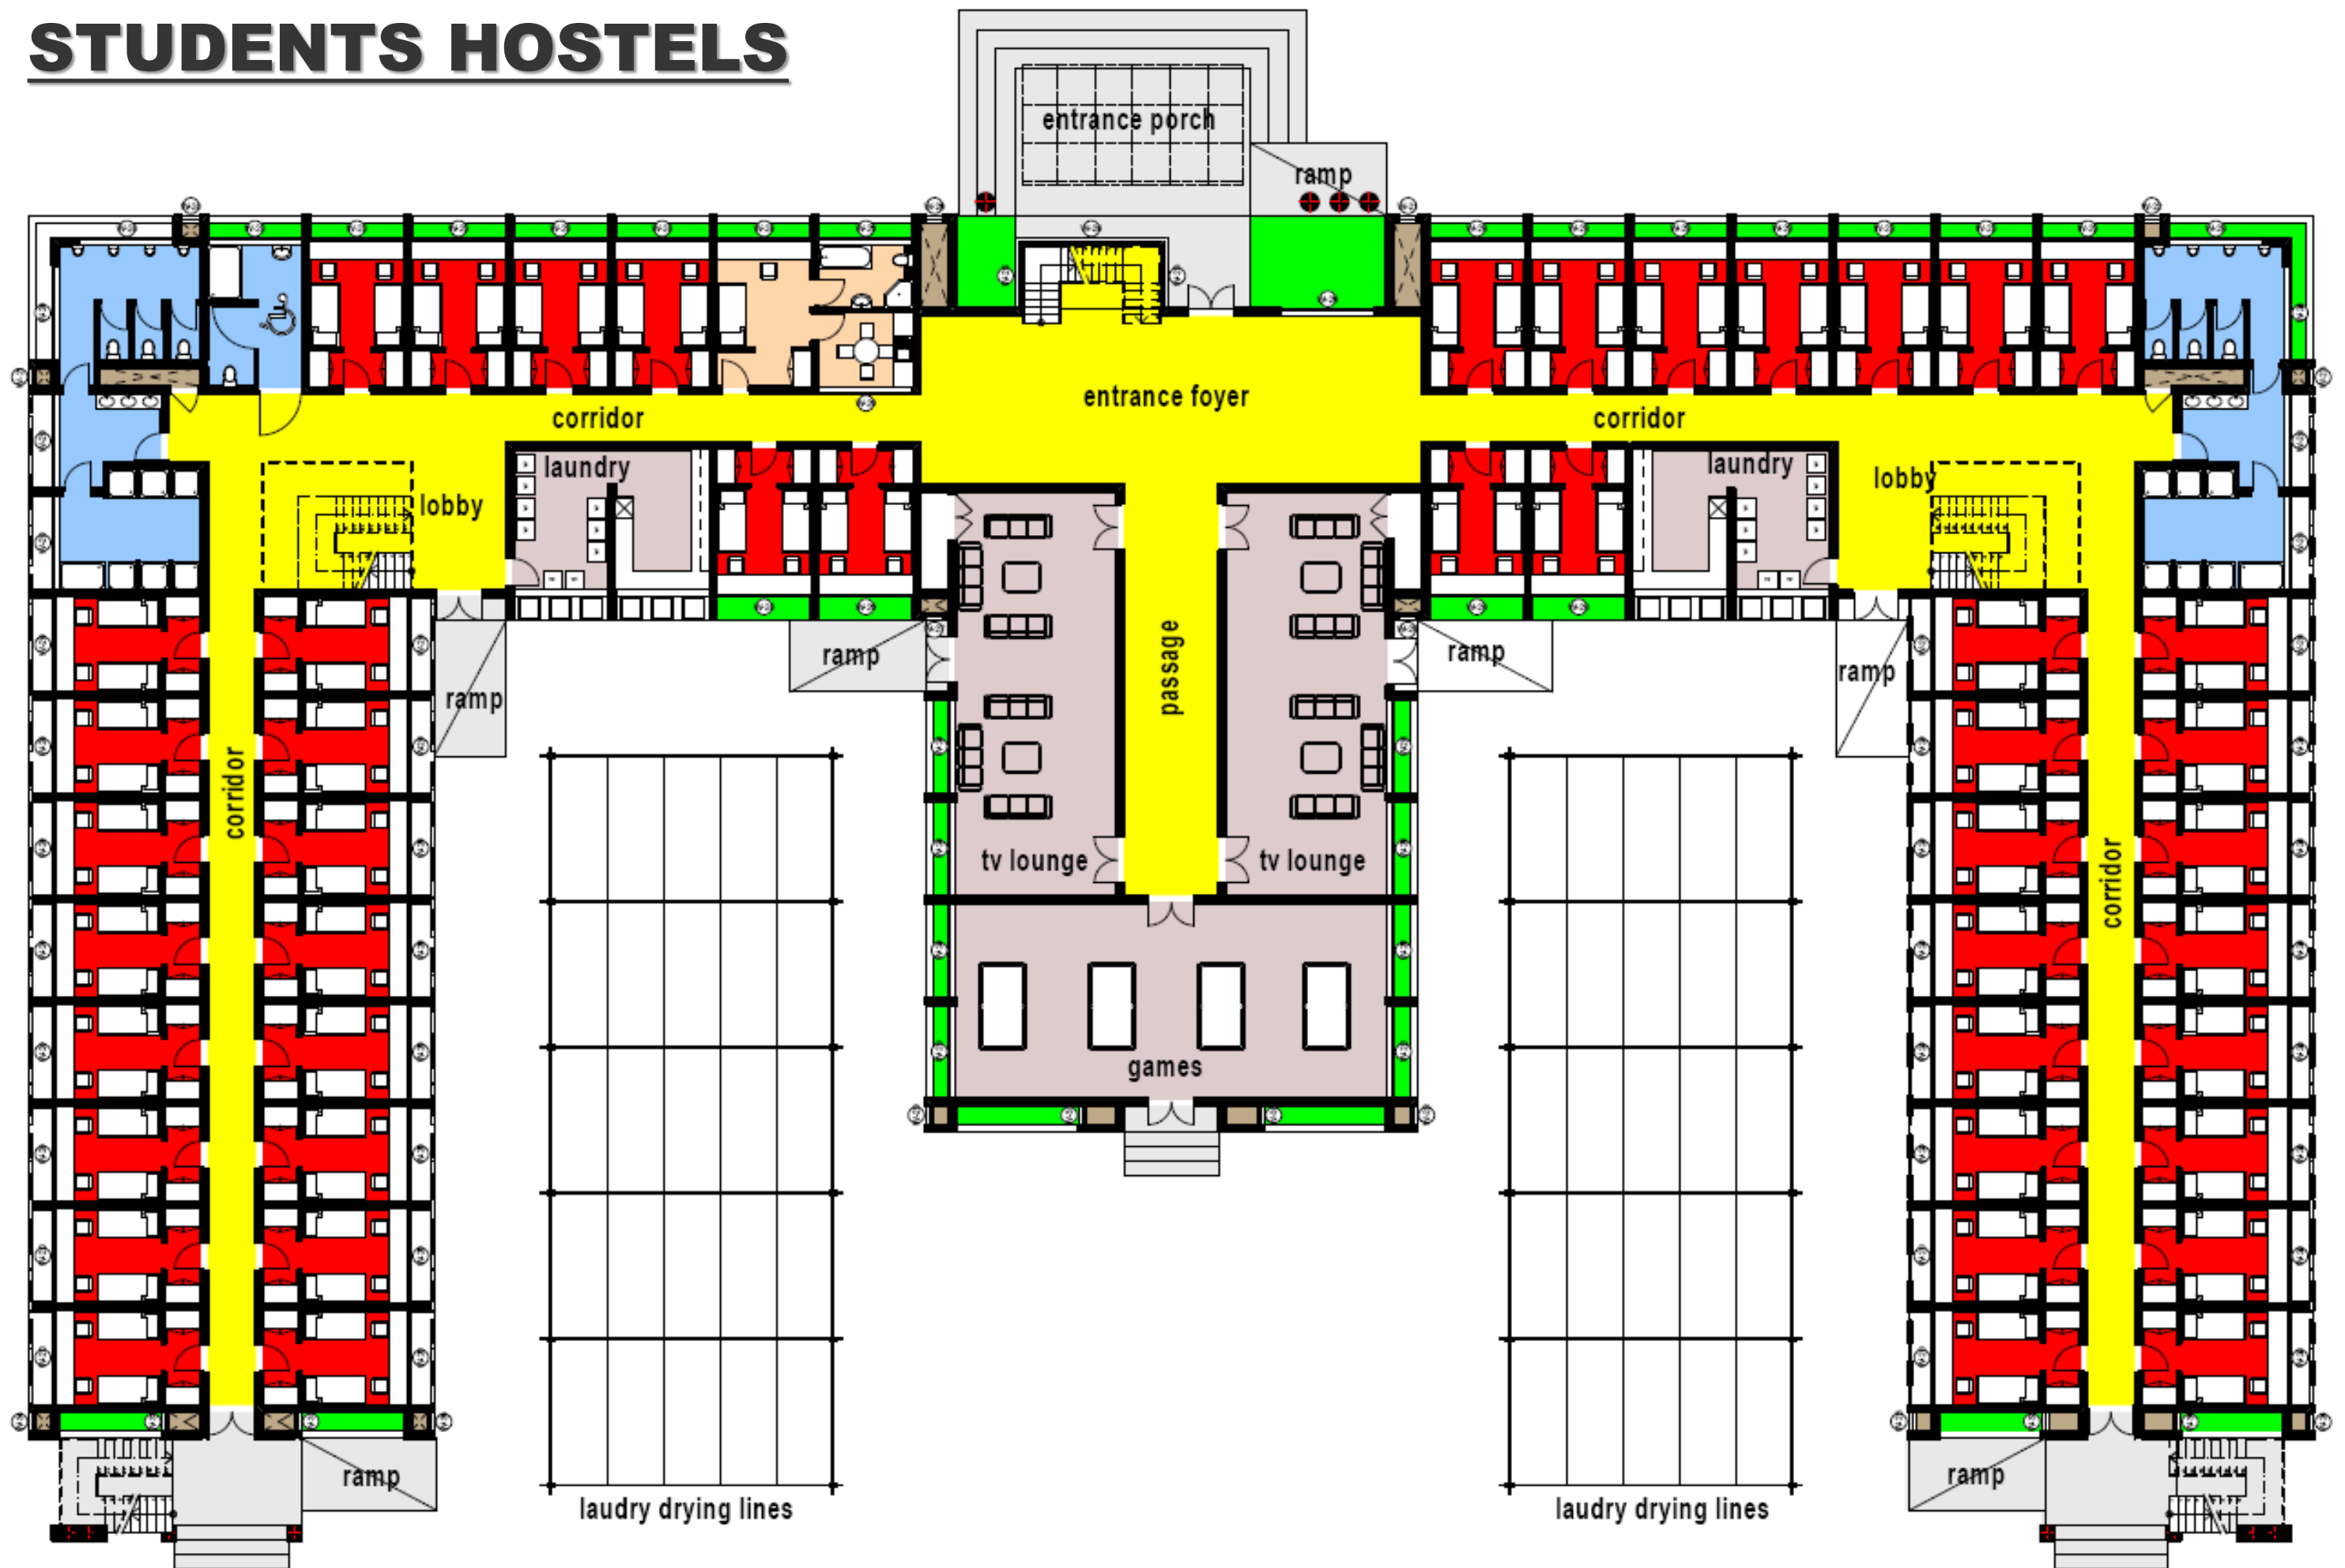 STUDENTS HOSTELS
entrance porch
ramp
entrance foyer
corridor
corridor
laundry
laundry
lobby
lobby
ramp
ramp
ramp
ramp
passage
corridor
corridor
tv lounge
tv lounge
games
ramp
ramp
laudry drying lines
laudry drying lines